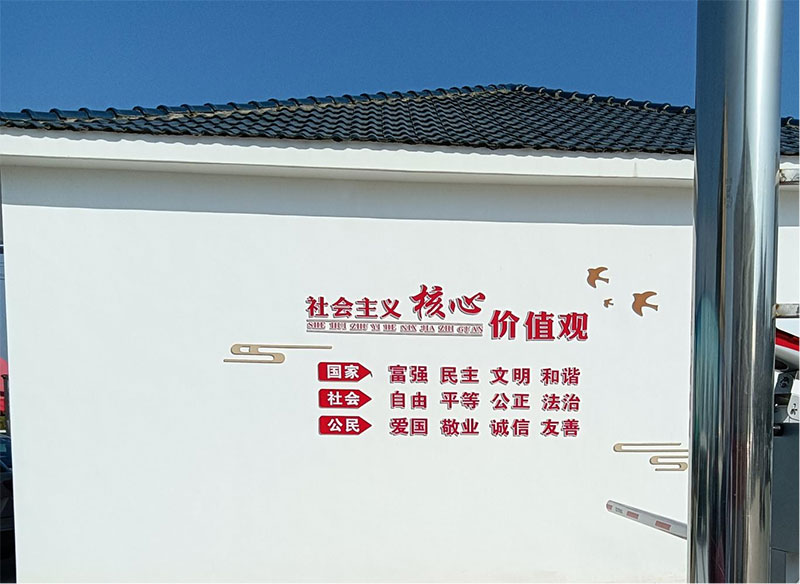 社会主义核心价值观
SHE HUI ZHU YI HE XIN JIA ZHI GUAN
国家 富强 民主 文明 和谐
社会 自由 平等 公正 法治
公民 爱国 敬业 诚信 友善